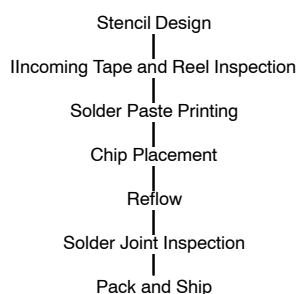 Stencil Design
IIncoming Tape and Reel Inspection
Solder Paste Printing
Chip Placement
Reflow
Solder Joint Inspection
Pack and Ship